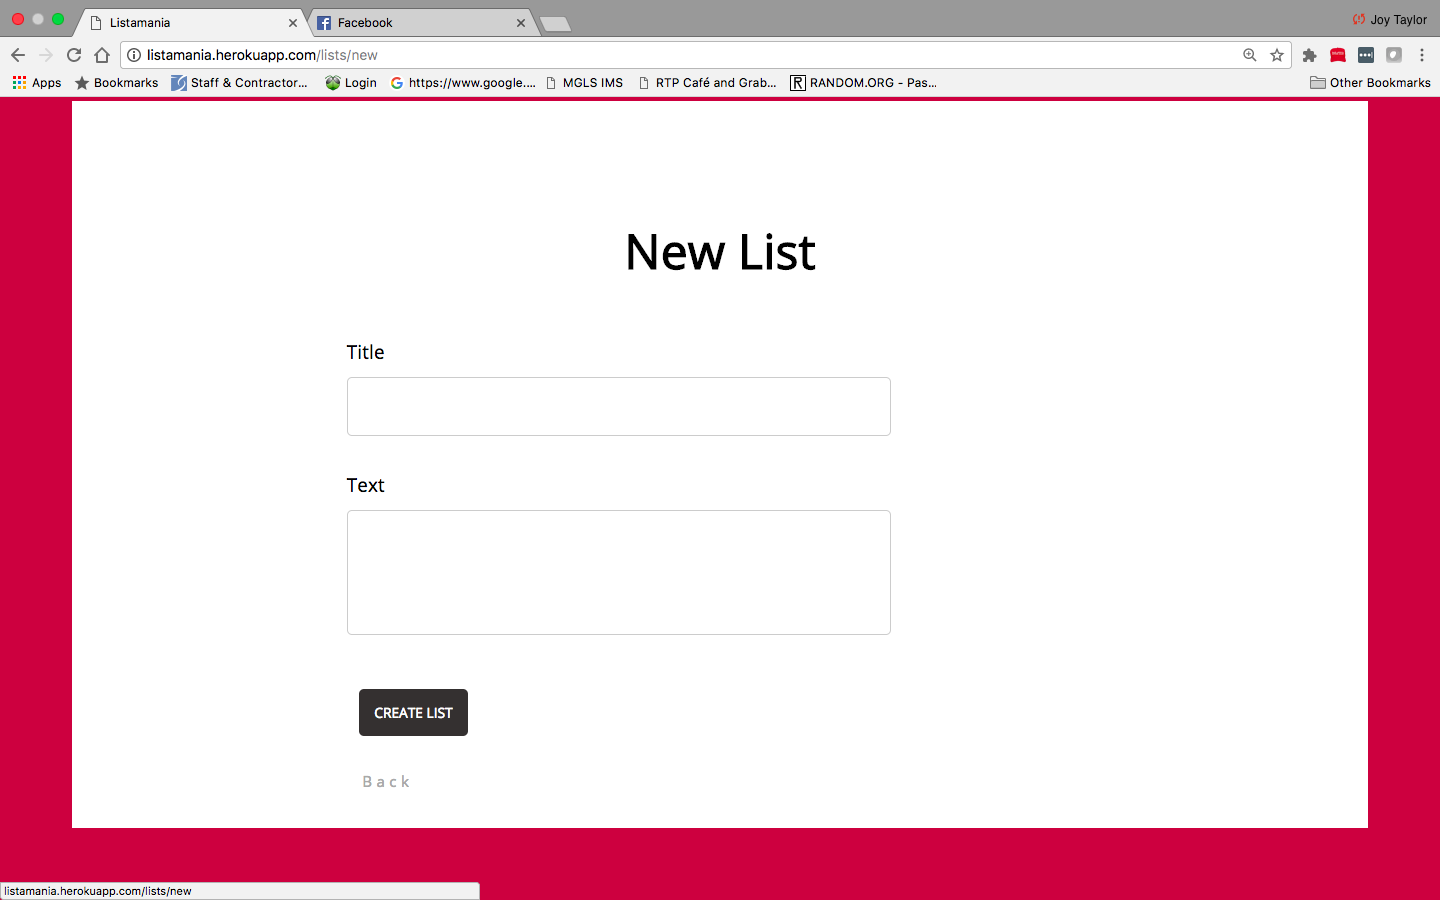 Listamania
Facebook
Joy Taylor
listamania.herokuapp.com/lists/new
Apps
Bookmarks
Staff & Contractor...
Login
https://www.google....
MGLS IMS
RTP Café and Grab...
RANDOM.ORG - Pas...
Other Bookmarks
New List
Title
Text
CREATE LIST
Back
listamania.herokuapp.com/lists/new